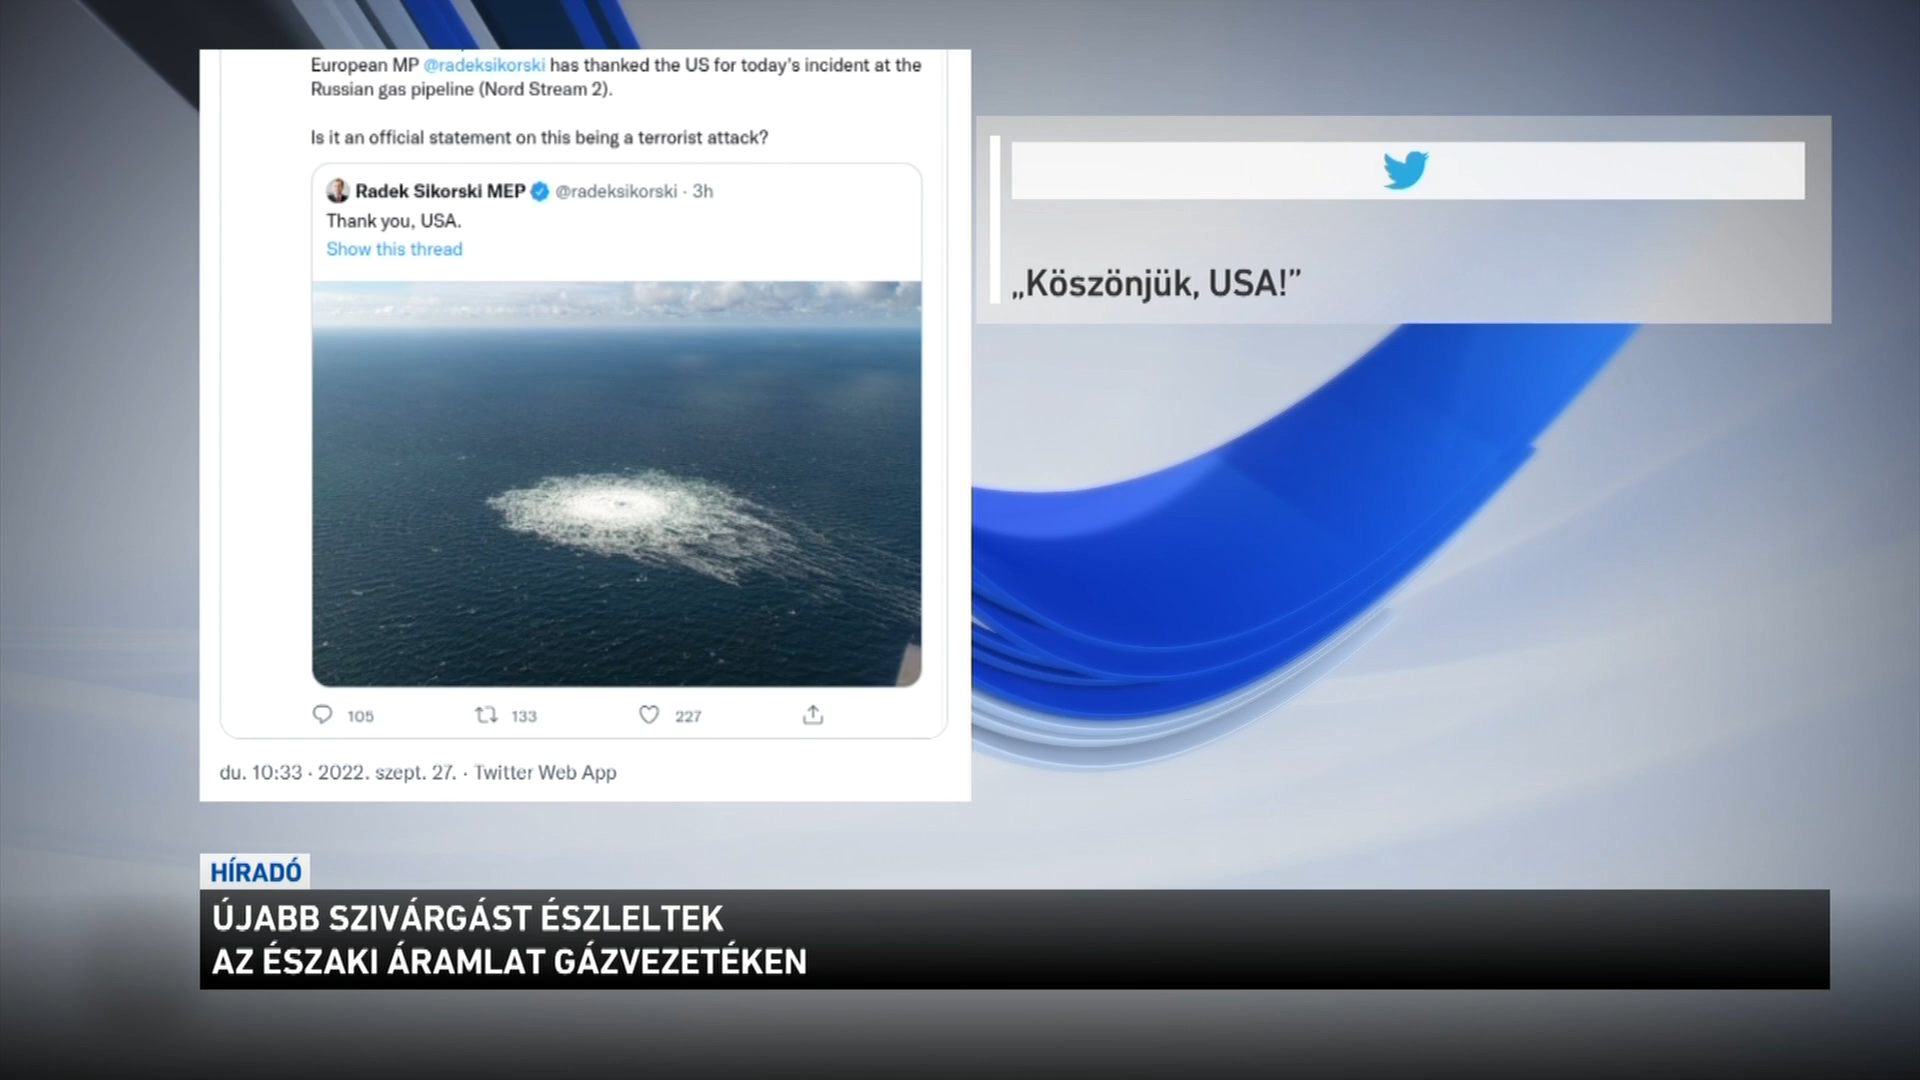 European MP @radeksikorski has thanked the US for today's incident at the
Russian gas pipeline (Nord Stream 2).
Is it an official statement on this being a terrorist attack?
Radek Sikorski MEP @radeksikorski · 3h
Thank you, USA.
Show this thread
105 133 227
du. 10:33 · 2022. szept. 27. · Twitter Web App
„Köszönjük, USA!”
HÍRADÓ
ÚJABB SZIVÁRGÁST ÉSZLELTEK
AZ ÉSZAKI ÁRAMLAT GÁZVEZETÉKEN